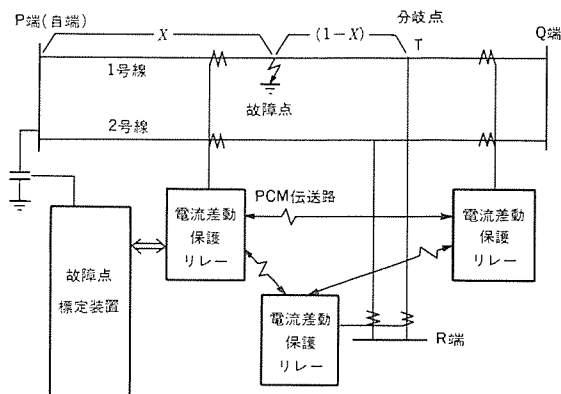 P端(自端)
X
(1-X)
分岐点
T
Q端
1号線
故障点
2号線
PCM伝送路
電流差動
保護
リレー
電流差動
保護
リレー
故障点
標定装置
電流差動
保護
リレー
R端